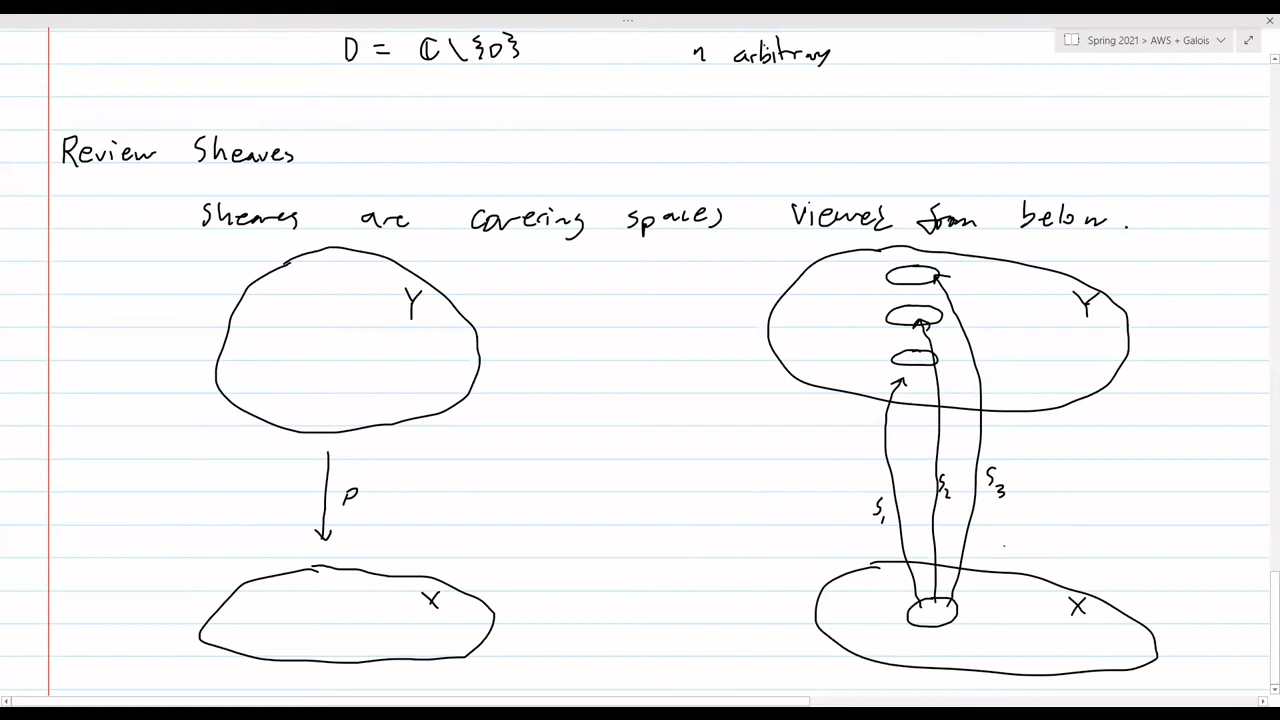 Spring 2021 > AWS + Galois
D = ℂ \ {0} n arbitrary
Review Sheaves
Sheaves are covering spaces viewed from below.
Y Y
p S1 S2 S3
X X